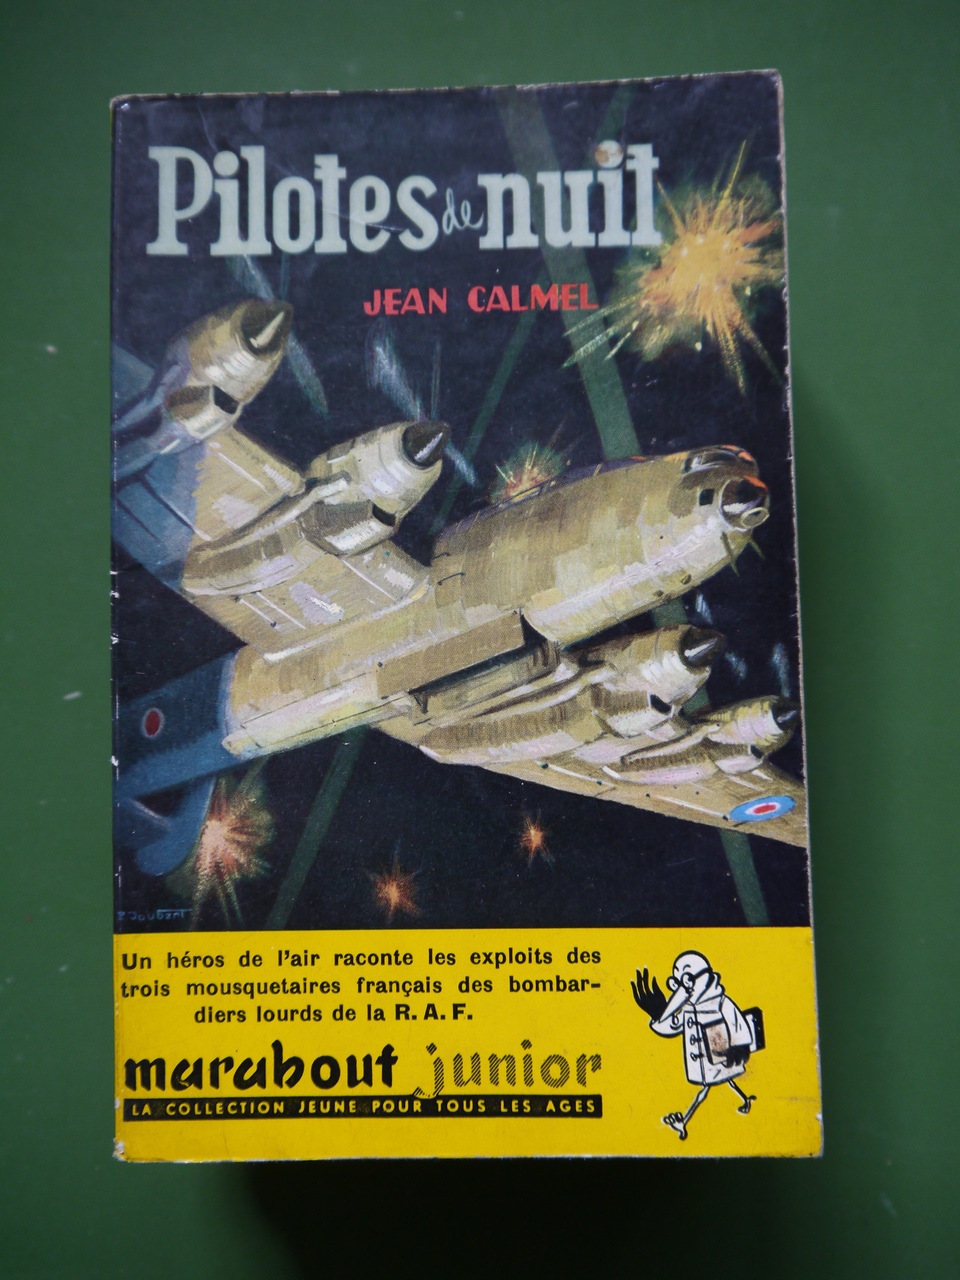 Pilotes de nuit
JEAN CALMEL
P. Joubert
Un héros de l'air raconte les exploits des
trois mousquetaires français des bombar-
diers lourds de la R. A. F.
marabout junior
LA COLLECTION JEUNE POUR TOUS LES AGES